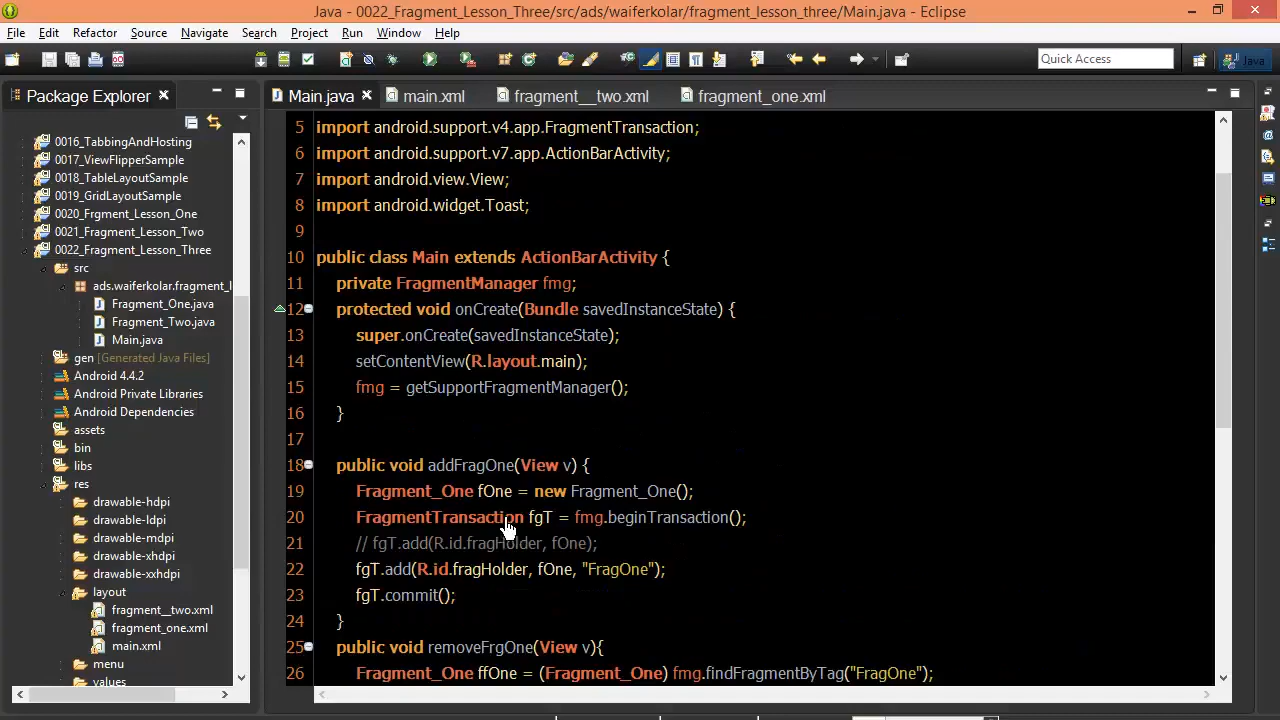 Java - 0022_Fragment_Lesson_Three/src/ads/waiferkolar/fragment_lesson_three/Main.java - Eclipse
File Edit Refactor Source Navigate Search Project Run Window Help
Quick Access
Java
Package Explorer
Main.java main.xml fragment__two.xml fragment_one.xml
0016_TabbingAndHosting
0017_ViewFlipperSample
0018_TableLayoutSample
0019_GridLayoutSample
0020_Frgment_Lesson_One
0021_Fragment_Lesson_Two
0022_Fragment_Lesson_Three
src
ads.waiferkolar.fragment_l
Fragment_One.java
Fragment_Two.java
Main.java
gen [Generated Java Files]
Android 4.4.2
Android Private Libraries
Android Dependencies
assets
bin
libs
res
drawable-hdpi
drawable-ldpi
drawable-mdpi
drawable-xhdpi
drawable-xxhdpi
layout
fragment__two.xml
fragment_one.xml
main.xml
menu
values
5 import android.support.v4.app.FragmentTransaction;
6 import android.support.v7.app.ActionBarActivity;
7 import android.view.View;
8 import android.widget.Toast;
9
10 public class Main extends ActionBarActivity {
11 private FragmentManager fmg;
12 protected void onCreate(Bundle savedInstanceState) {
13 super.onCreate(savedInstanceState);
14 setContentView(R.layout.main);
15 fmg = getSupportFragmentManager();
16 }
17
18 public void addFragOne(View v) {
19 Fragment_One fOne = new Fragment_One();
20 FragmentTransaction fgT = fmg.beginTransaction();
21 // fgT.add(R.id.fragHolder, fOne);
22 fgT.add(R.id.fragHolder, fOne, "FragOne");
23 fgT.commit();
24 }
25 public void removeFrgOne(View v){
26 Fragment_One ffOne = (Fragment_One) fmg.findFragmentByTag("FragOne");